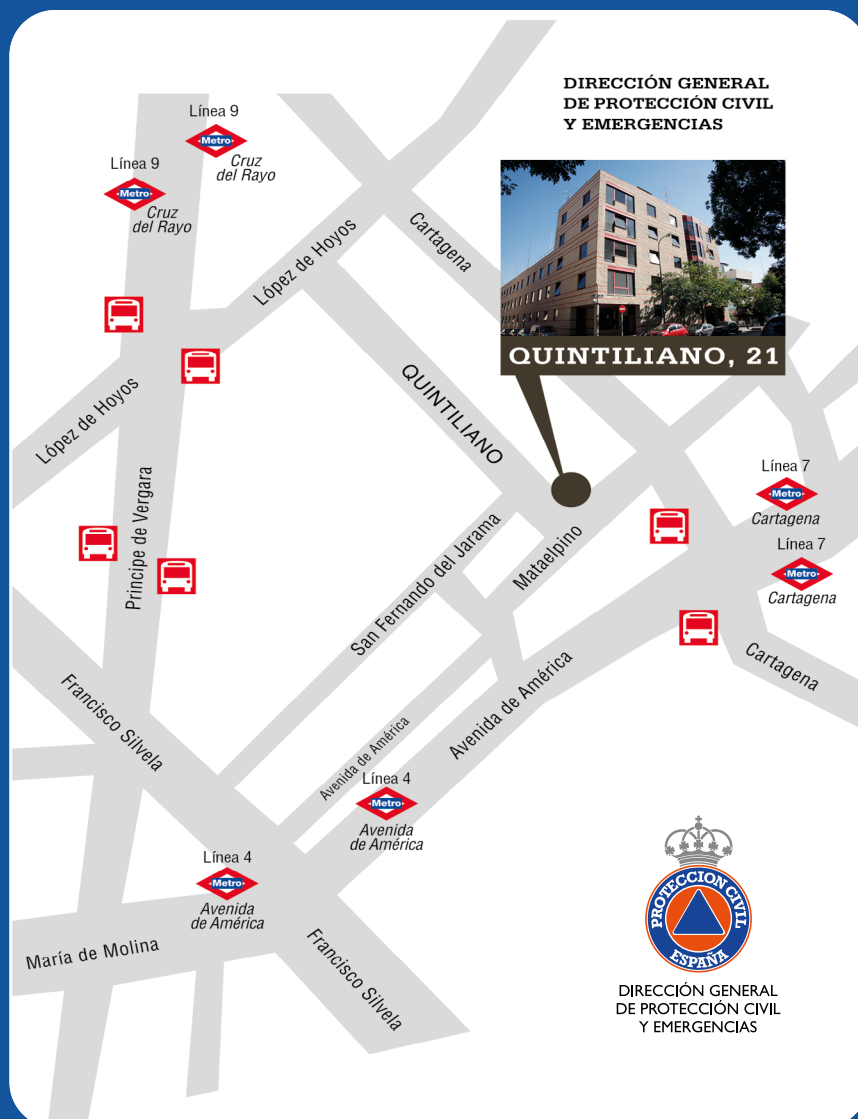 DIRECCIÓN GENERAL
DE PROTECCIÓN CIVIL
Y EMERGENCIAS
Línea 9
Metro
Cruz
del Rayo
Línea 9
Metro
Cruz
del Rayo
Cartagena
López de Hoyos
QUINTILIANO, 21
QUINTILIANO
López de Hoyos
Principe de Vergara
Línea 7
Metro
Cartagena
Línea 7
Metro
Cartagena
San Fernando del Jarama
Mataelpino
Cartagena
Avenida de América
Francisco Silvela
Avenida de América
Línea 4
Metro
Avenida
de América
Línea 4
Metro
Avenida
de América
María de Molina
Francisco Silvela
PROTECCION CIVIL
ESPAÑA
DIRECCIÓN GENERAL
DE PROTECCIÓN CIVIL
Y EMERGENCIAS